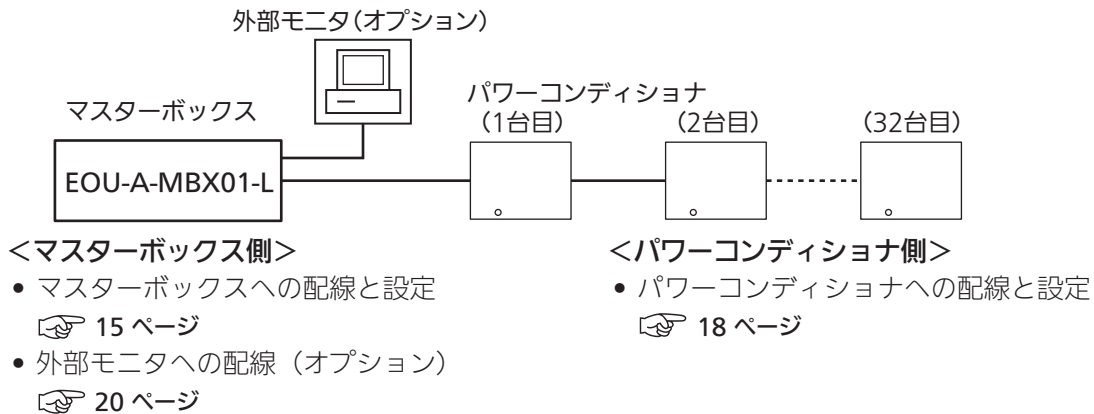 外部モニタ(オプション)
マスターボックス
パワーコンディショナ
(1台目)
(2台目)
(32台目)
EOU-A-MBX01-L
＜マスターボックス側＞
• マスターボックスへの配線と設定
☞ 15 ページ
• 外部モニタへの配線（オプション）
☞ 20 ページ
＜パワーコンディショナ側＞
• パワーコンディショナへの配線と設定
☞ 18 ページ